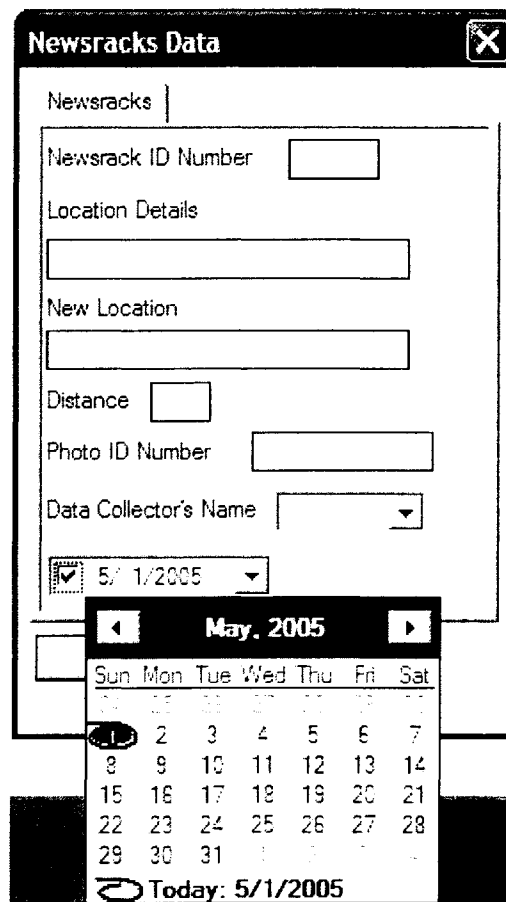 Newsracks Data
Newsracks
Newsrack ID Number
Location Details
New Location
Distance
Photo ID Number
Data Collector's Name
5/ 1/2005
May, 2005
Sun Mon Tue Wed Thu Fri Sat
1 2 3 4 5 6 7
8 9 10 11 12 13 14
15 16 17 18 19 20 21
22 23 24 25 26 27 28
29 30 31
Today: 5/1/2005